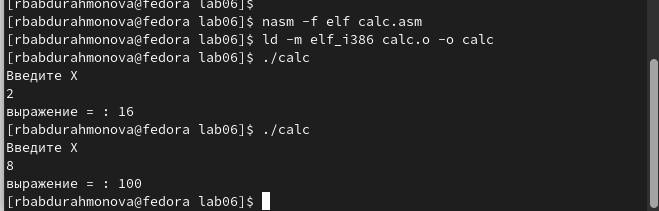 [rbabdurahmonova@fedora lab06]$
[rbabdurahmonova@fedora lab06]$ nasm -f elf calc.asm
[rbabdurahmonova@fedora lab06]$ ld -m elf_i386 calc.o -o calc
[rbabdurahmonova@fedora lab06]$ ./calc
Введите X
2
выражение = : 16
[rbabdurahmonova@fedora lab06]$ ./calc
Введите X
8
выражение = : 100
[rbabdurahmonova@fedora lab06]$